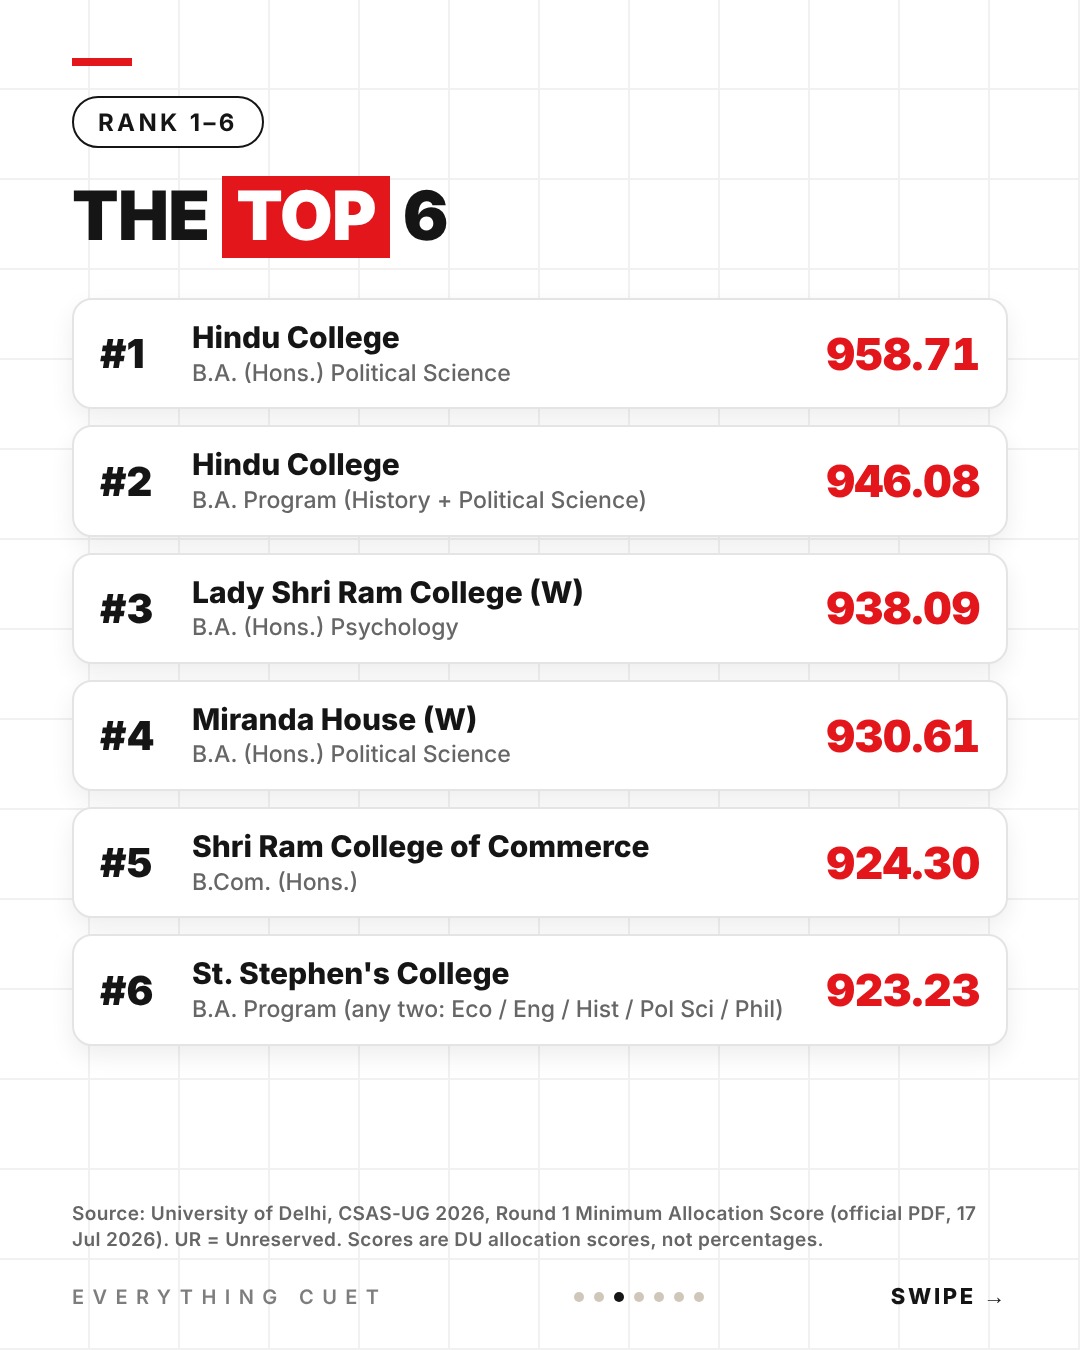 RANK 1–6
THE TOP 6
#1
Hindu College
B.A. (Hons.) Political Science
958.71
#2
Hindu College
B.A. Program (History + Political Science)
946.08
#3
Lady Shri Ram College (W)
B.A. (Hons.) Psychology
938.09
#4
Miranda House (W)
B.A. (Hons.) Political Science
930.61
#5
Shri Ram College of Commerce
B.Com. (Hons.)
924.30
#6
St. Stephen's College
B.A. Program (any two: Eco / Eng / Hist / Pol Sci / Phil)
923.23
Source: University of Delhi, CSAS-UG 2026, Round 1 Minimum Allocation Score (official PDF, 17
Jul 2026). UR = Unreserved. Scores are DU allocation scores, not percentages.
EVERYTHING CUET
SWIPE →